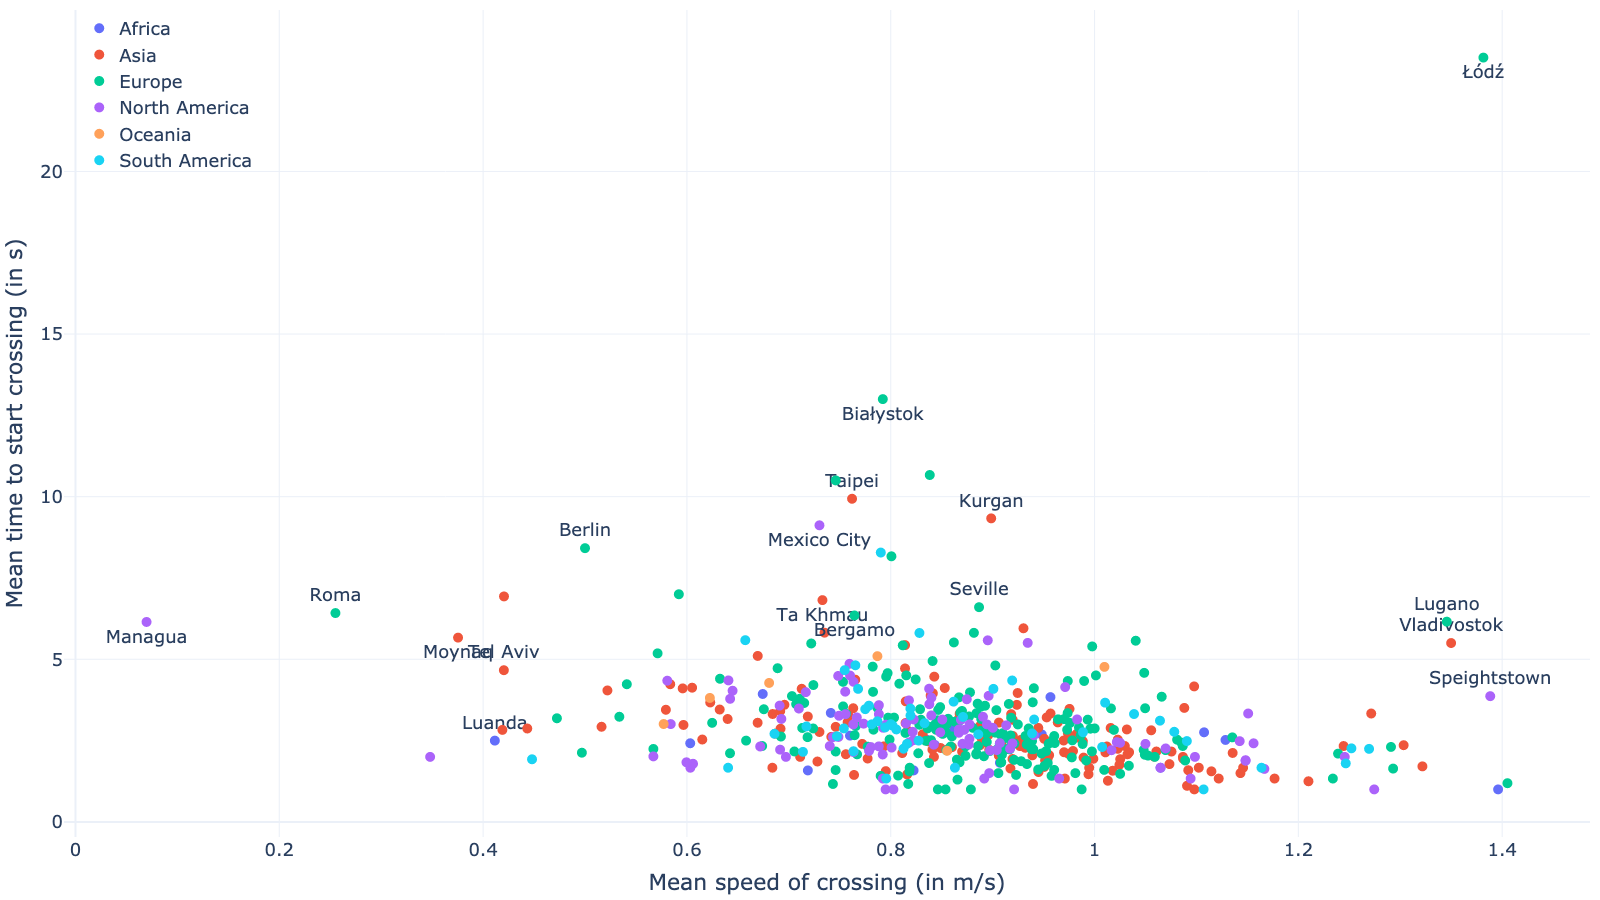 Africa
Asia
Europe
North America
Oceania
South America
Łódź
20
15
Białystok
10
Taipei
Kurgan
Berlin
Mexico City
Seville
Roma
Lugano
Ta Khmau
Vladivostok
Bergamo
Managua
Moynaq
Tel Aviv
5
Speightstown
Luanda
0
0 0.2 0.4 0.6 0.8 1 1.2 1.4
Mean speed of crossing (in m/s)
Mean time to start crossing (in s)